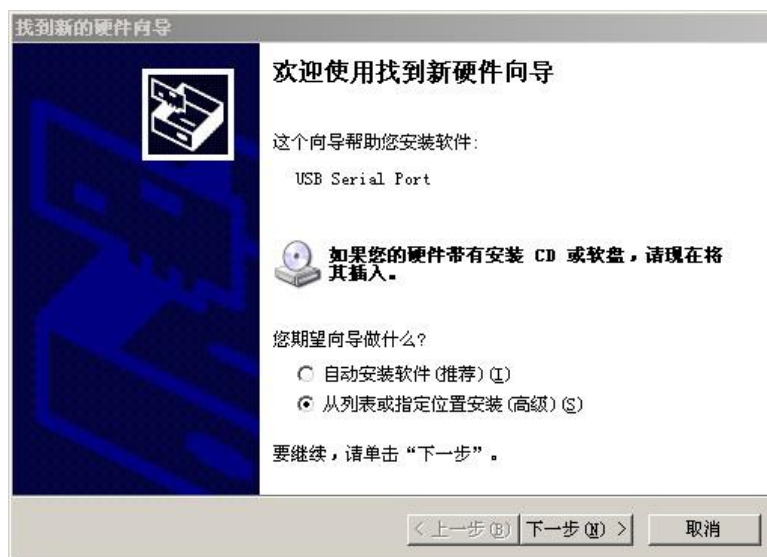 找到新的硬件向导
欢迎使用找到新硬件向导
这个向导帮助您安装软件:
USB Serial Port
如果您的硬件带有安装 CD 或软盘，请现在将
其插入。
您期望向导做什么?
自动安装软件(推荐)(I)
从列表或指定位置安装(高级)(S)
要继续，请单击“下一步”。
< 上一步(B) 下一步(N) > 取消